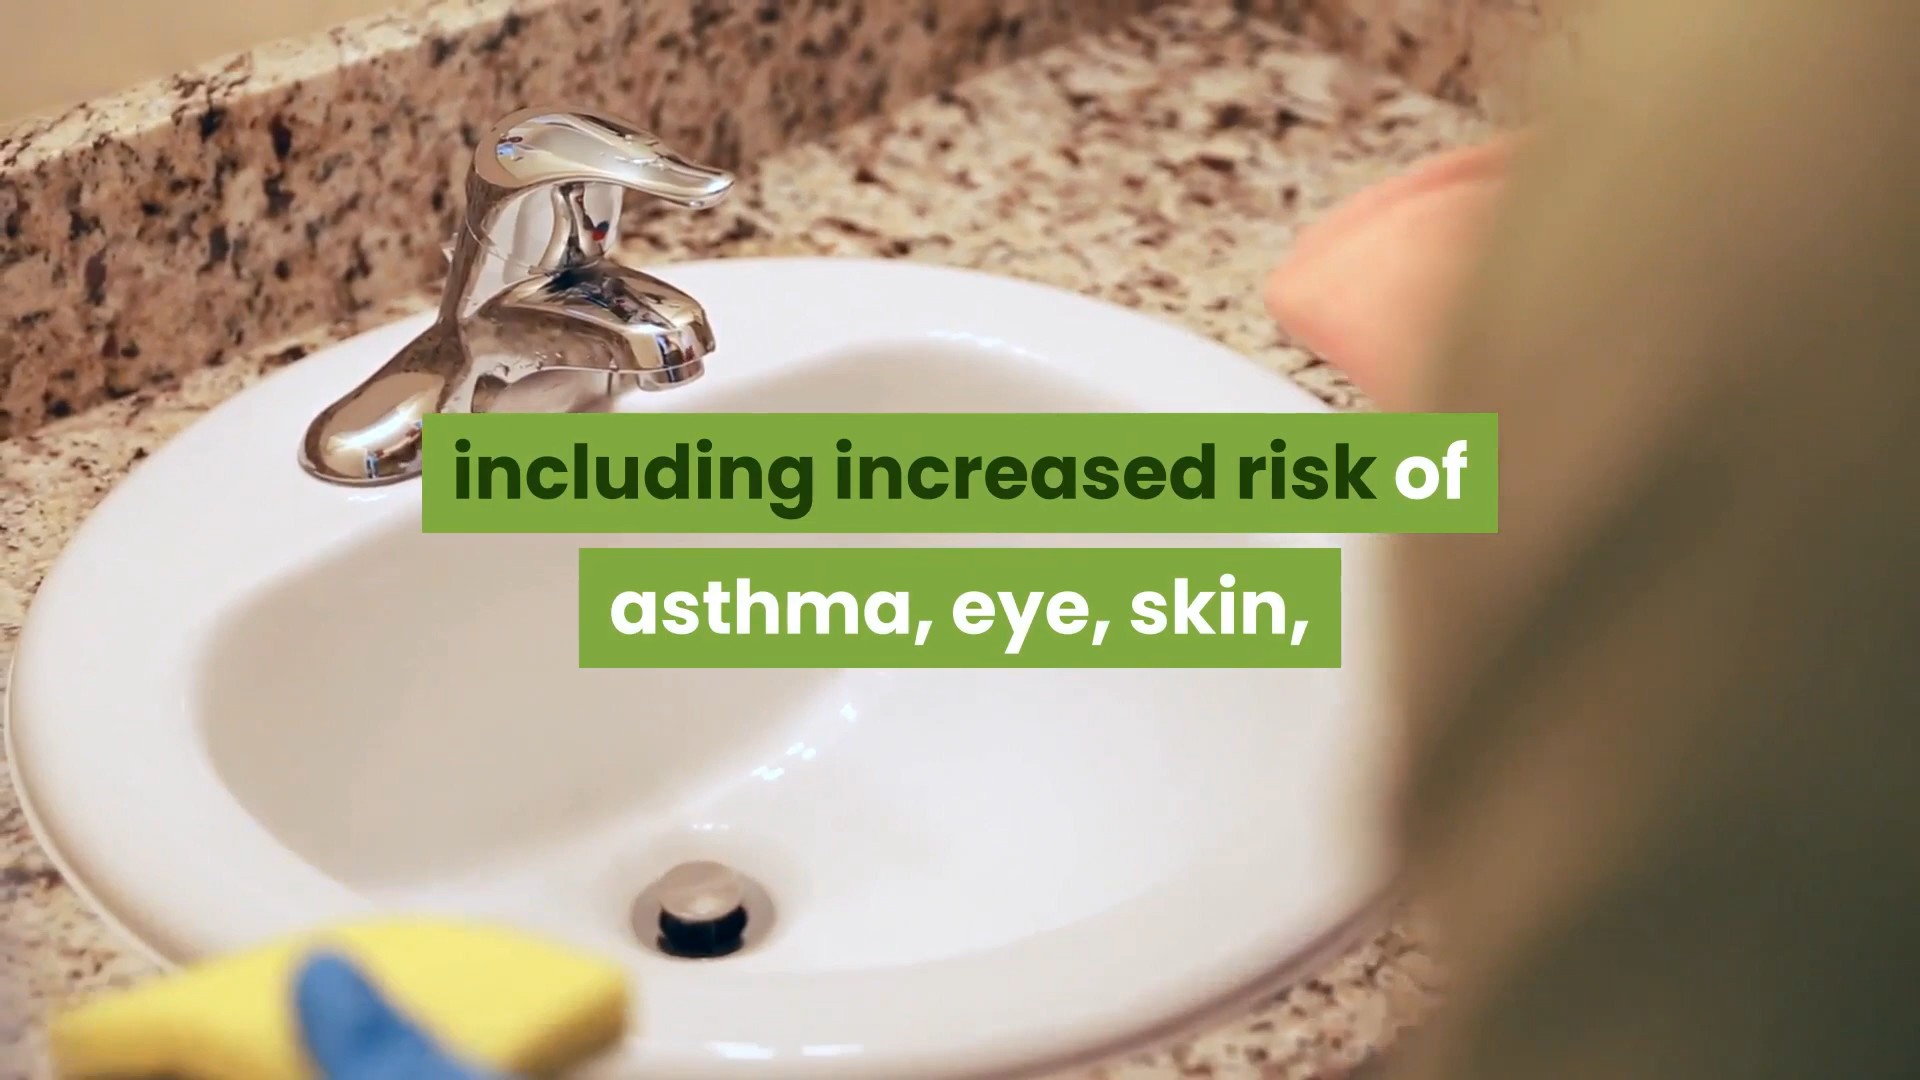 including increased risk of
asthma, eye, skin,